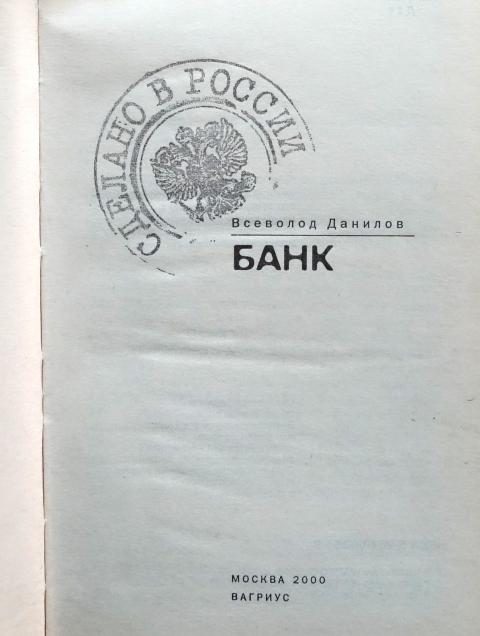 СДЕЛАНО В РОССИИ
Всеволод Данилов
БАНК
МОСКВА 2000
ВАГРИУС